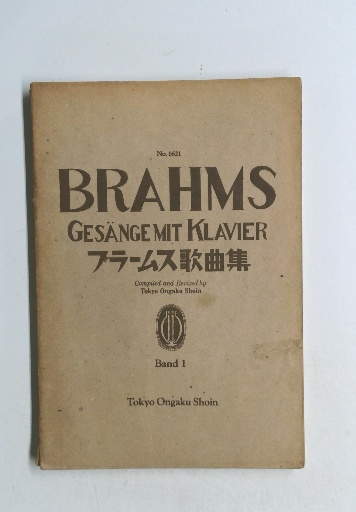 No. 1621
BRAHMS
GESÄNGE MIT KLAVIER
ブラームス歌曲集
Compiled and Revised by
Tokyo Ongaku Shoin
Band 1
Tokyo Ongaku Shoin